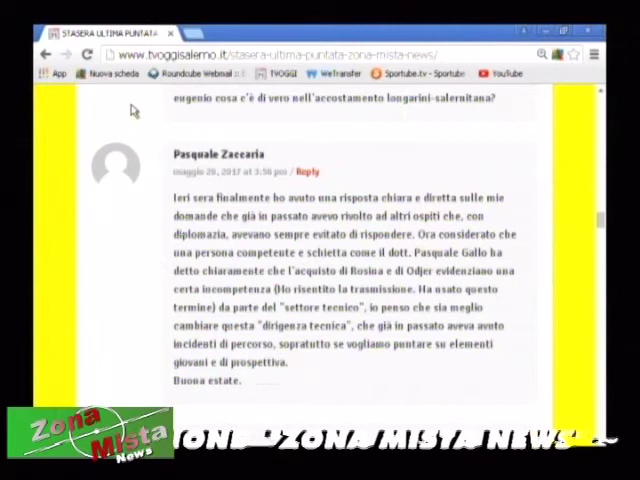 STASERA ULTIMA PUNTATA
www.tvoggisalerno.it/stasera-ultima-puntata-zona-mista-news/
App Nuova scheda Roundcube Webmail :: TVOGGI WeTransfer Sportube.tv - Sportube YouTube
eugenio cosa c'è di vero nell'accostamento longarini-salernitana?
Pasquale Zaccaria
maggio 28, 2017 at 3:56 pm / Reply
Ieri sera finalmente ho avuto una risposta chiara e diretta sulle mie
domande che già in passato avevo rivolto ad altri ospiti che, con
diplomazia, avevano sempre evitato di rispondere. Ora considerato che
una persona competente e schietta come il dott. Pasquale Gallo ha
detto chiaramente che l'acquisto di Rosina e di Odjer evidenziano una
certa incompetenza (Ho risentito la trasmissione. Ha usato questo
termine) da parte del "settore tecnico", io penso che sia meglio
cambiare questa "dirigenza tecnica", che già in passato aveva avuto
incidenti di percorso, sopratutto se vogliamo puntare su elementi
giovani e di prospettiva.
Buona estate.
Zona Mista News
IONE "ZONA MISTA NEWS"